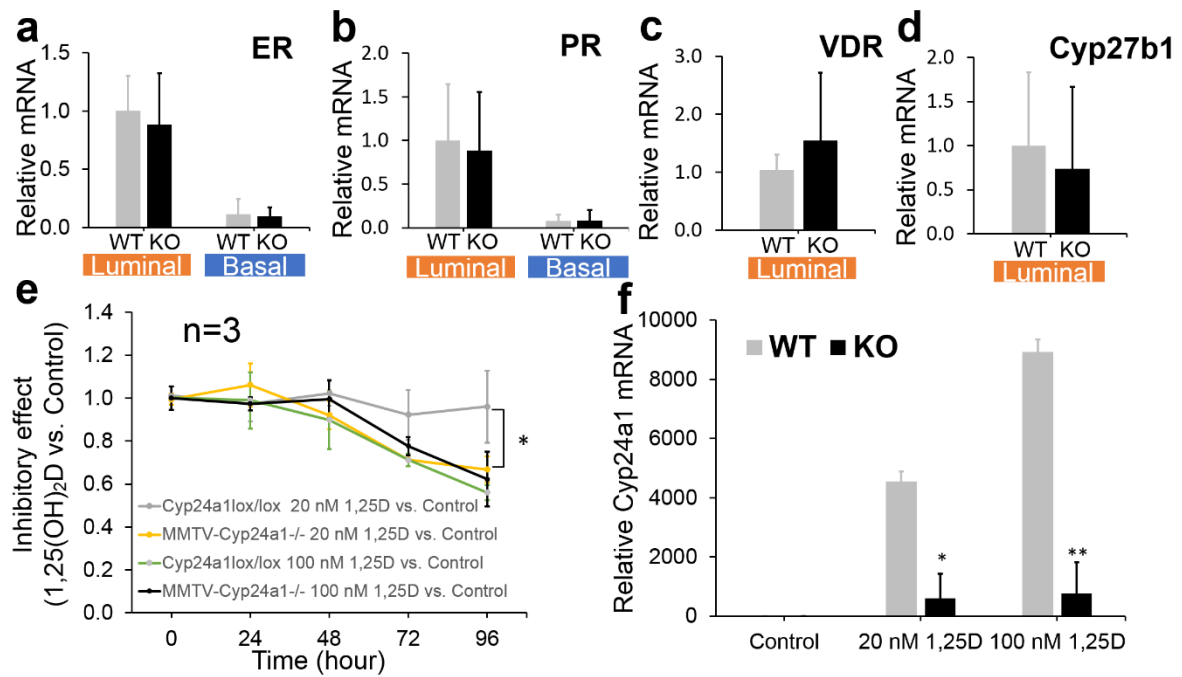 a
ER
Relative mRNA
1.5
1.0
0.5
0.0
WT KO WT KO
Luminal Basal
b
PR
Relative mRNA
2.0
1.5
1.0
0.5
0.0
WT KO WT KO
Luminal Basal
c
VDR
Relative mRNA
3.0
2.0
1.0
0.0
WT KO
Luminal
d
Cyp27b1
Relative mRNA
2.0
1.5
1.0
0.5
0.0
WT KO
Luminal
e
n=3
Inhibitory effect
(1,25(OH)₂D vs. Control)
1.4
1.2
1.0
0.8
0.6
0.4
0.2
0.0
*
Cyp24a1lox/lox 20 nM 1,25D vs. Control
MMTV-Cyp24a1-/- 20 nM 1,25D vs. Control
Cyp24a1lox/lox 100 nM 1,25D vs. Control
MMTV-Cyp24a1-/- 100 nM 1,25D vs. Control
0 24 48 72 96
Time (hour)
f
WT KO
Relative Cyp24a1 mRNA
10000
8000
6000
4000
2000
0
*
**
Control 20 nM 1,25D 100 nM 1,25D